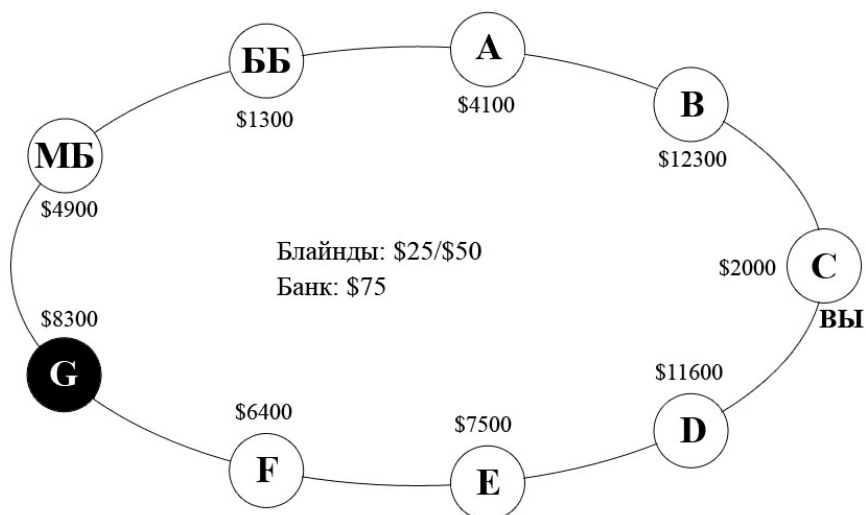 ББ
$1300
A
$4100
B
$12300
МБ
$4900
Блайнды: $25/$50
Банк: $75
$2000
C
ВЫ
$8300
G
$6400
F
$7500
E
$11600
D